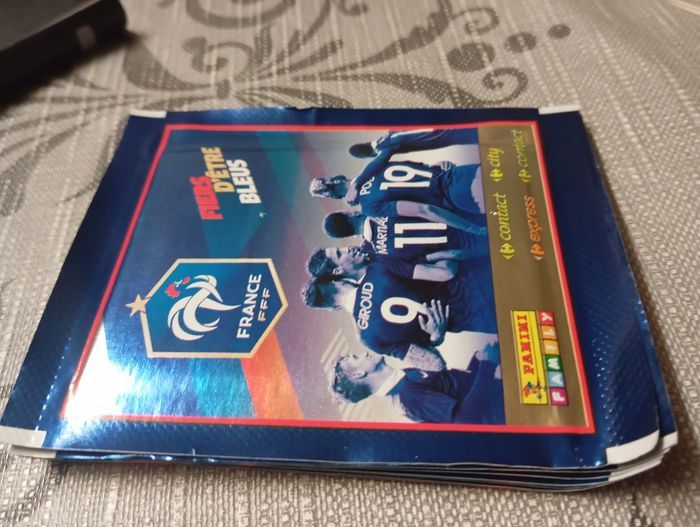 FIERS
D'ÊTRE
BLEUS
FRANCE
FFF
GIROUD
9
MARTIAL
11
POG
19
contact
city
express
contact
PANINI
FAMILY